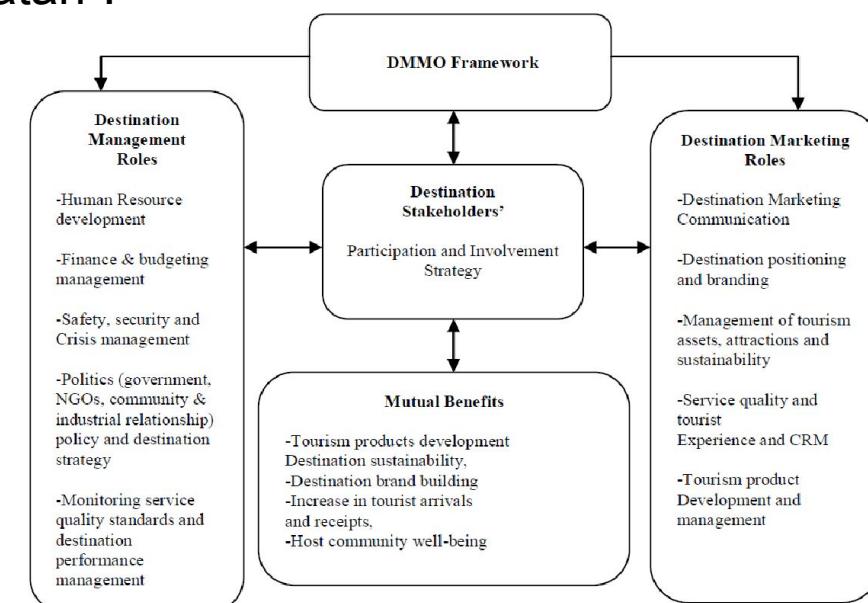 DMMO Framework
Destination
Management
Roles
-Human Resource
development
-Finance & budgeting
management
-Safety, security and
Crisis management
-Politics (government,
NGOs, community &
industrial relationship)
policy and destination
strategy
-Monitoring service
quality standards and
destination
performance
management
Destination
Stakeholders’
Participation and Involvement
Strategy
Mutual Benefits
-Tourism products development
Destination sustainability,
-Destination brand building
-Increase in tourist arrivals
and receipts,
-Host community well-being
Destination Marketing
Roles
-Destination Marketing
Communication
-Destination positioning
and branding
-Management of tourism
assets, attractions and
sustainability
-Service quality and
tourist
Experience and CRM
-Tourism product
Development and
management